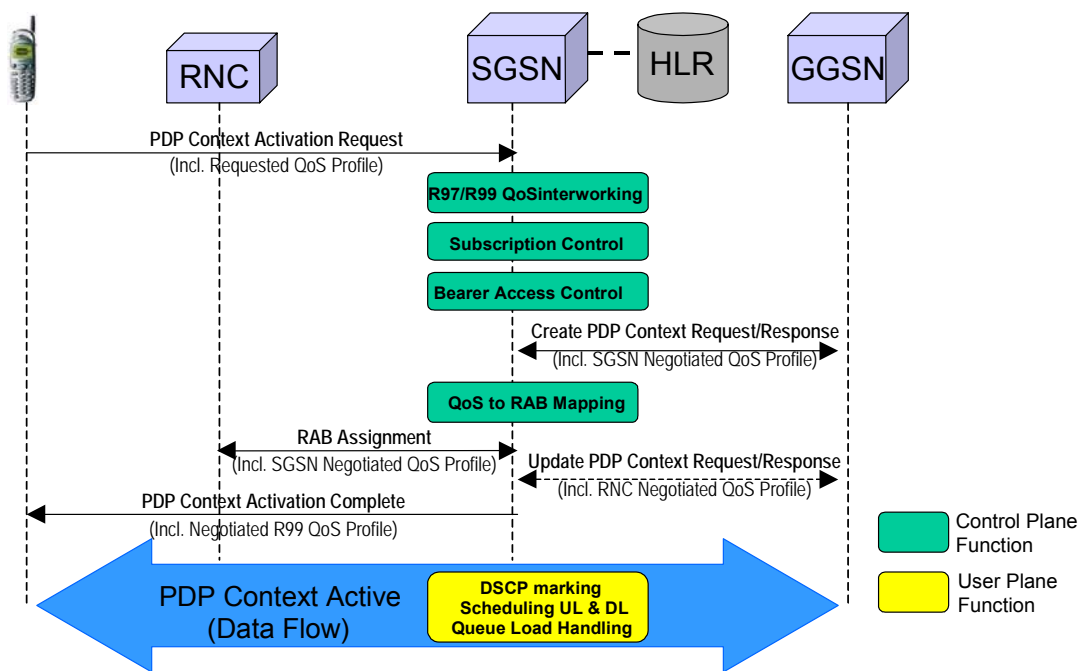 RNC
SGSN
HLR
GGSN
PDP Context Activation Request
(Incl. Requested QoS Profile)
R97/R99 QoSinterworking
Subscription Control
Bearer Access Control
Create PDP Context Request/Response
(Incl. SGSN Negotiated QoS Profile)
QoS to RAB Mapping
RAB Assignment
(Incl. SGSN Negotiated QoS Profile)
Update PDP Context Request/Response
(Incl. RNC Negotiated QoS Profile)
PDP Context Activation Complete
(Incl. Negotiated R99 QoS Profile)
Control Plane
Function
User Plane
Function
PDP Context Active
(Data Flow)
DSCP marking
Scheduling UL & DL
Queue Load Handling